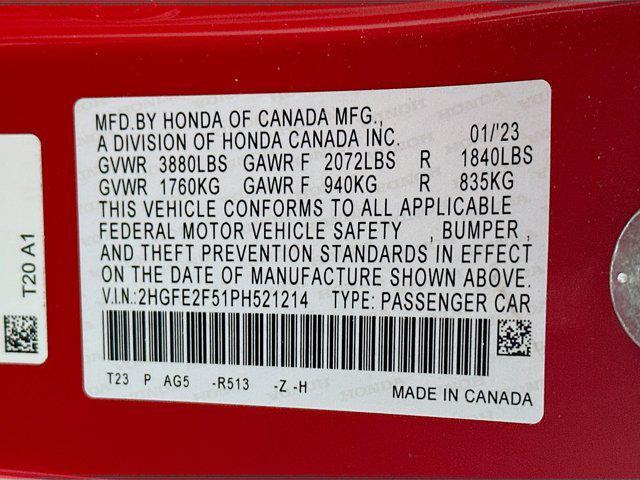 MFD.BY HONDA OF CANADA MFG.,
A DIVISION OF HONDA CANADA INC. 01/'23
GVWR 3880LBS GAWR F 2072LBS R 1840LBS
GVWR 1760KG GAWR F 940KG R 835KG
THIS VEHICLE CONFORMS TO ALL APPLICABLE
FEDERAL MOTOR VEHICLE SAFETY , BUMPER ,
AND THEFT PREVENTION STANDARDS IN EFFECT
ON THE DATE OF MANUFACTURE SHOWN ABOVE.
V.I.N.:2HGFE2F51PH521214 TYPE: PASSENGER CAR
T23 P AG5 -R513 -Z -H
MADE IN CANADA
T20 A1